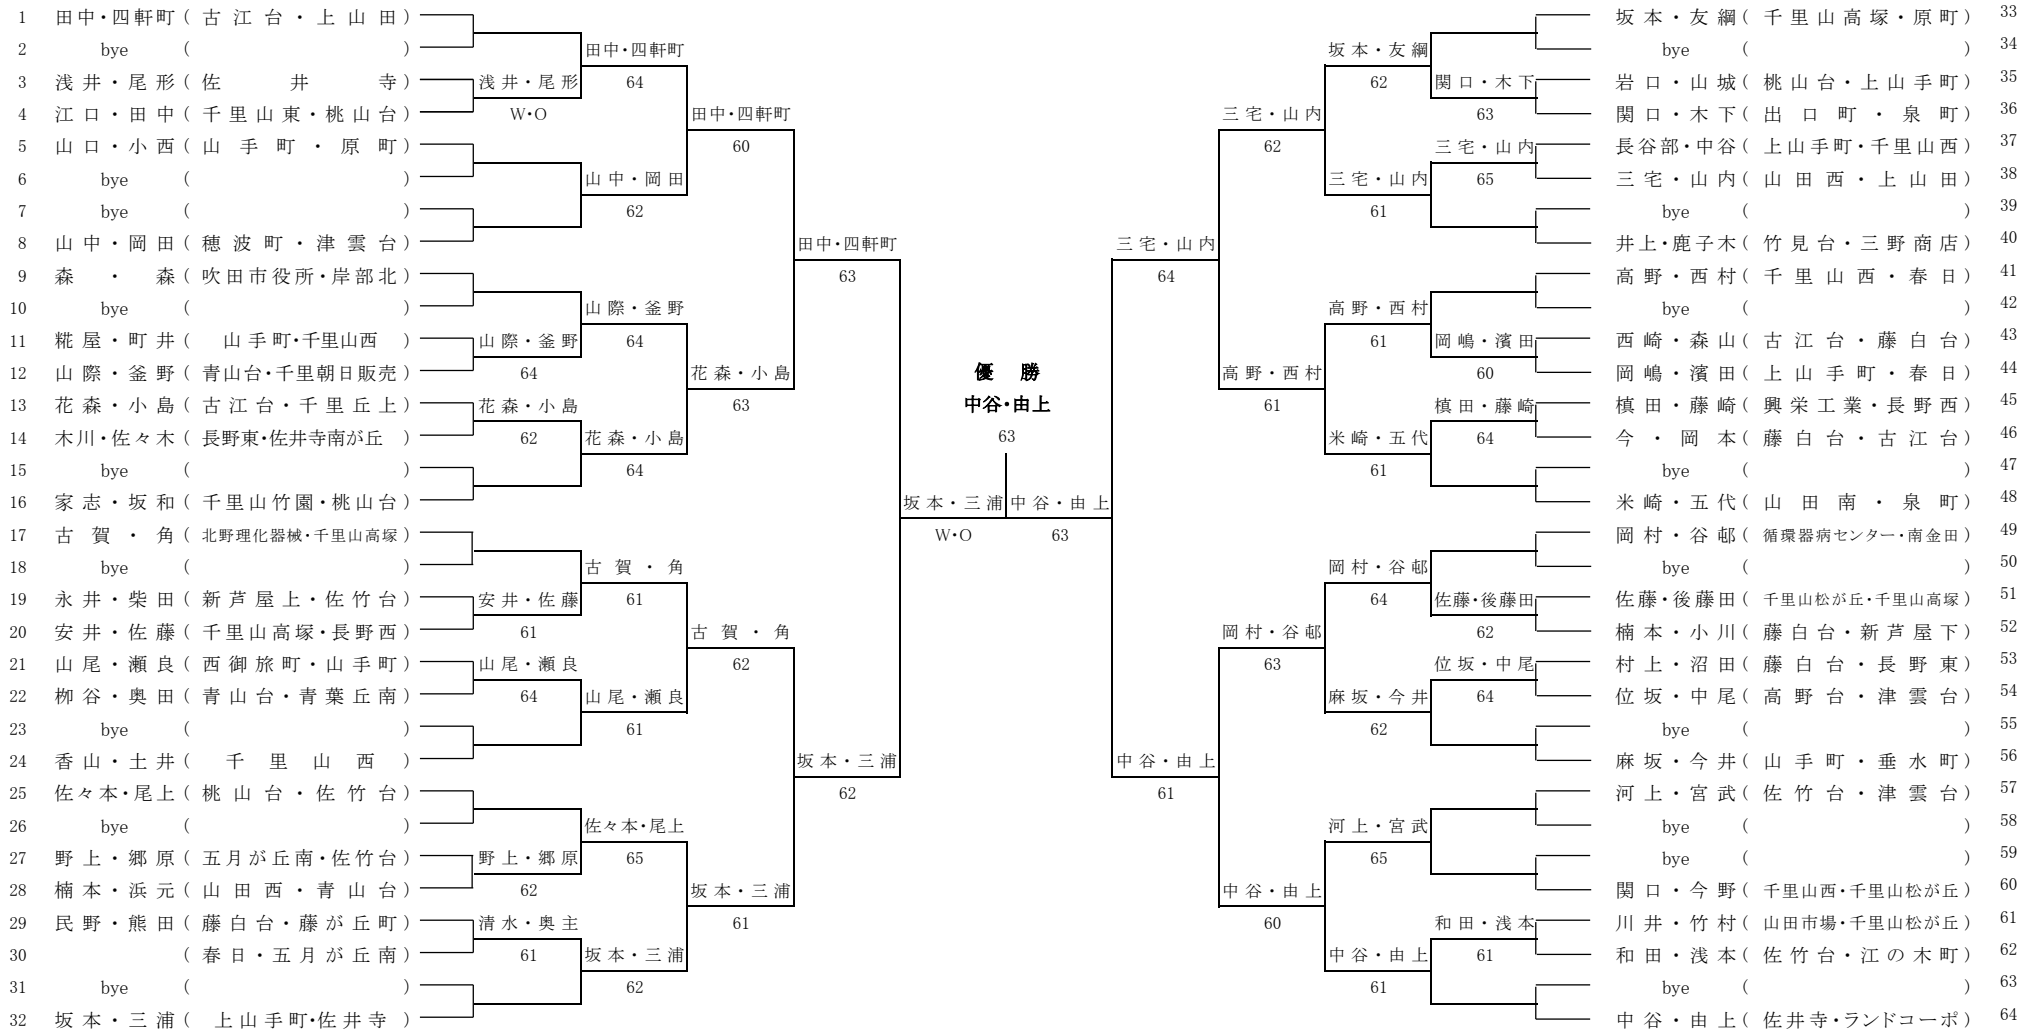 1 田中・四軒町 ( 古江台・上山田 )
2 bye ( )
3 浅井・尾形 ( 佐井寺 )
4 江口・田中 ( 千里山東・桃山台 )
5 山口・小西 ( 山手町・原町 )
6 bye ( )
7 bye ( )
8 山中・岡田 ( 穂波町・津雲台 )
9 森・森 ( 吹田市役所・岸部北 )
10 bye ( )
11 糀屋・町井 ( 山手町・千里山西 )
12 山際・釜野 ( 青山台・千里朝日販売 )
13 花森・小島 ( 古江台・千里丘上 )
14 木川・佐々木 ( 長野東・佐井寺南が丘 )
15 bye ( )
16 家志・坂和 ( 千里山竹園・桃山台 )
17 古賀・角 ( 北野理化器械・千里山高塚 )
18 bye ( )
19 永井・柴田 ( 新芦屋上・佐竹台 )
20 安井・佐藤 ( 千里山高塚・長野西 )
21 山尾・瀬良 ( 西御旅町・山手町 )
22 栁谷・奥田 ( 青山台・青葉丘南 )
23 bye ( )
24 香山・土井 ( 千里山西 )
25 佐々本・尾上 ( 桃山台・佐竹台 )
26 bye ( )
27 野上・郷原 ( 五月が丘南・佐竹台 )
28 楠本・浜元 ( 山田西・青山台 )
29 民野・熊田 ( 藤白台・藤が丘町 )
30 ( 春日・五月が丘南 )
31 bye ( )
32 坂本・三浦 ( 上山手町・佐井寺 )
浅井・尾形
W・O
山際・釜野
64
花森・小島
62
安井・佐藤
61
山尾・瀬良
64
野上・郷原
62
清水・奥主
61
田中・四軒町
64
山中・岡田
62
山際・釜野
64
花森・小島
64
古賀・角
61
山尾・瀬良
61
佐々本・尾上
65
坂本・三浦
62
田中・四軒町
60
花森・小島
63
古賀・角
62
坂本・三浦
61
田中・四軒町
63
坂本・三浦
62
坂本・三浦
W・O
優 勝
中谷・由上
63
中谷・由上
63
三宅・山内
64
中谷・由上
61
三宅・山内
62
高野・西村
61
岡村・谷邨
63
中谷・由上
60
坂本・友綱
62
三宅・山内
61
高野・西村
61
米崎・五代
61
岡村・谷邨
64
麻坂・今井
62
河上・宮武
65
中谷・由上
61
関口・木下
63
三宅・山内
65
岡嶋・濱田
60
槙田・藤崎
64
佐藤・後藤田
62
位坂・中尾
64
和田・浅本
61
坂本・友綱 ( 千里山高塚・原町 ) 33
bye ( ) 34
岩口・山城 ( 桃山台・上山手町 ) 35
関口・木下 ( 出口町・泉町 ) 36
長谷部・中谷 ( 上山手町・千里山西 ) 37
三宅・山内 ( 山田西・上山田 ) 38
bye ( ) 39
井上・鹿子木 ( 竹見台・三野商店 ) 40
高野・西村 ( 千里山西・春日 ) 41
bye ( ) 42
西崎・森山 ( 古江台・藤白台 ) 43
岡嶋・濱田 ( 上山手町・春日 ) 44
槙田・藤崎 ( 興栄工業・長野西 ) 45
今・岡本 ( 藤白台・古江台 ) 46
bye ( ) 47
米崎・五代 ( 山田南・泉町 ) 48
岡村・谷邨 ( 循環器病センター・南金田 ) 49
bye ( ) 50
佐藤・後藤田 ( 千里山松が丘・千里山高塚 ) 51
楠本・小川 ( 藤白台・新芦屋下 ) 52
村上・沼田 ( 藤白台・長野東 ) 53
位坂・中尾 ( 高野台・津雲台 ) 54
bye ( ) 55
麻坂・今井 ( 山手町・垂水町 ) 56
河上・宮武 ( 佐竹台・津雲台 ) 57
bye ( ) 58
bye ( ) 59
関口・今野 ( 千里山西・千里山松が丘 ) 60
川井・竹村 ( 山田市場・千里山松が丘 ) 61
和田・浅本 ( 佐竹台・江の木町 ) 62
bye ( ) 63
中谷・由上 ( 佐井寺・ランドコーポ ) 64